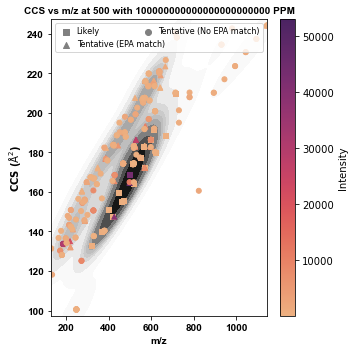 CCS vs m/z at 500 with 10000000000000000000000 PPM
Likely
Tentative (No EPA match)
Tentative (EPA match)
240
220
200
180
160
140
120
100
CCS (Å²)
200
400
600
800
1000
m/z
50000
40000
30000
20000
10000
Intensity